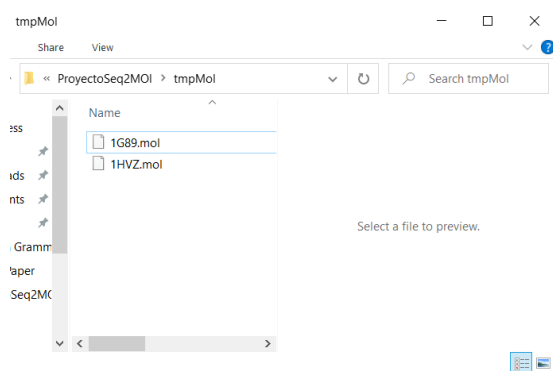 tmpMol
Share View
?
« ProyectoSeq2MOl > tmpMol
Search tmpMol
Name
ess
1G89.mol
1HVZ.mol
ads
nts
Select a file to preview.
Gramm
Paper
Seq2MO